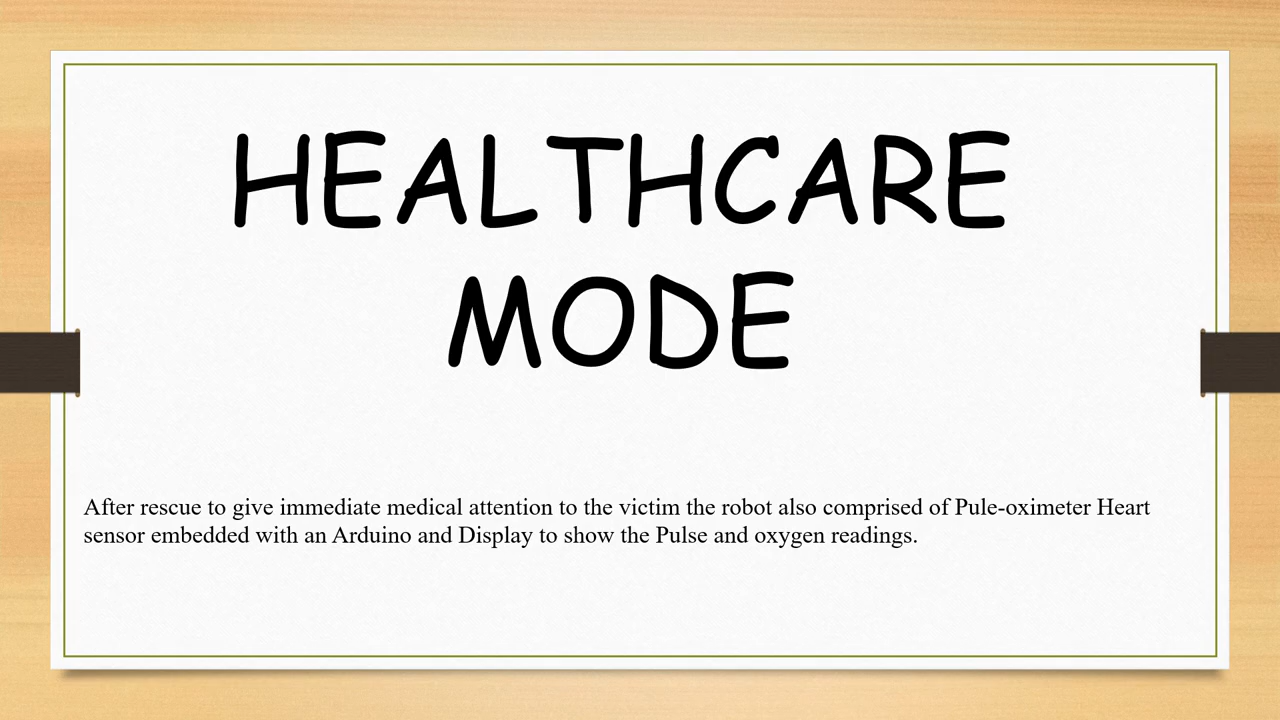 HEALTHCARE
MODE
After rescue to give immediate medical attention to the victim the robot also comprised of Pule-oximeter Heart
sensor embedded with an Arduino and Display to show the Pulse and oxygen readings.